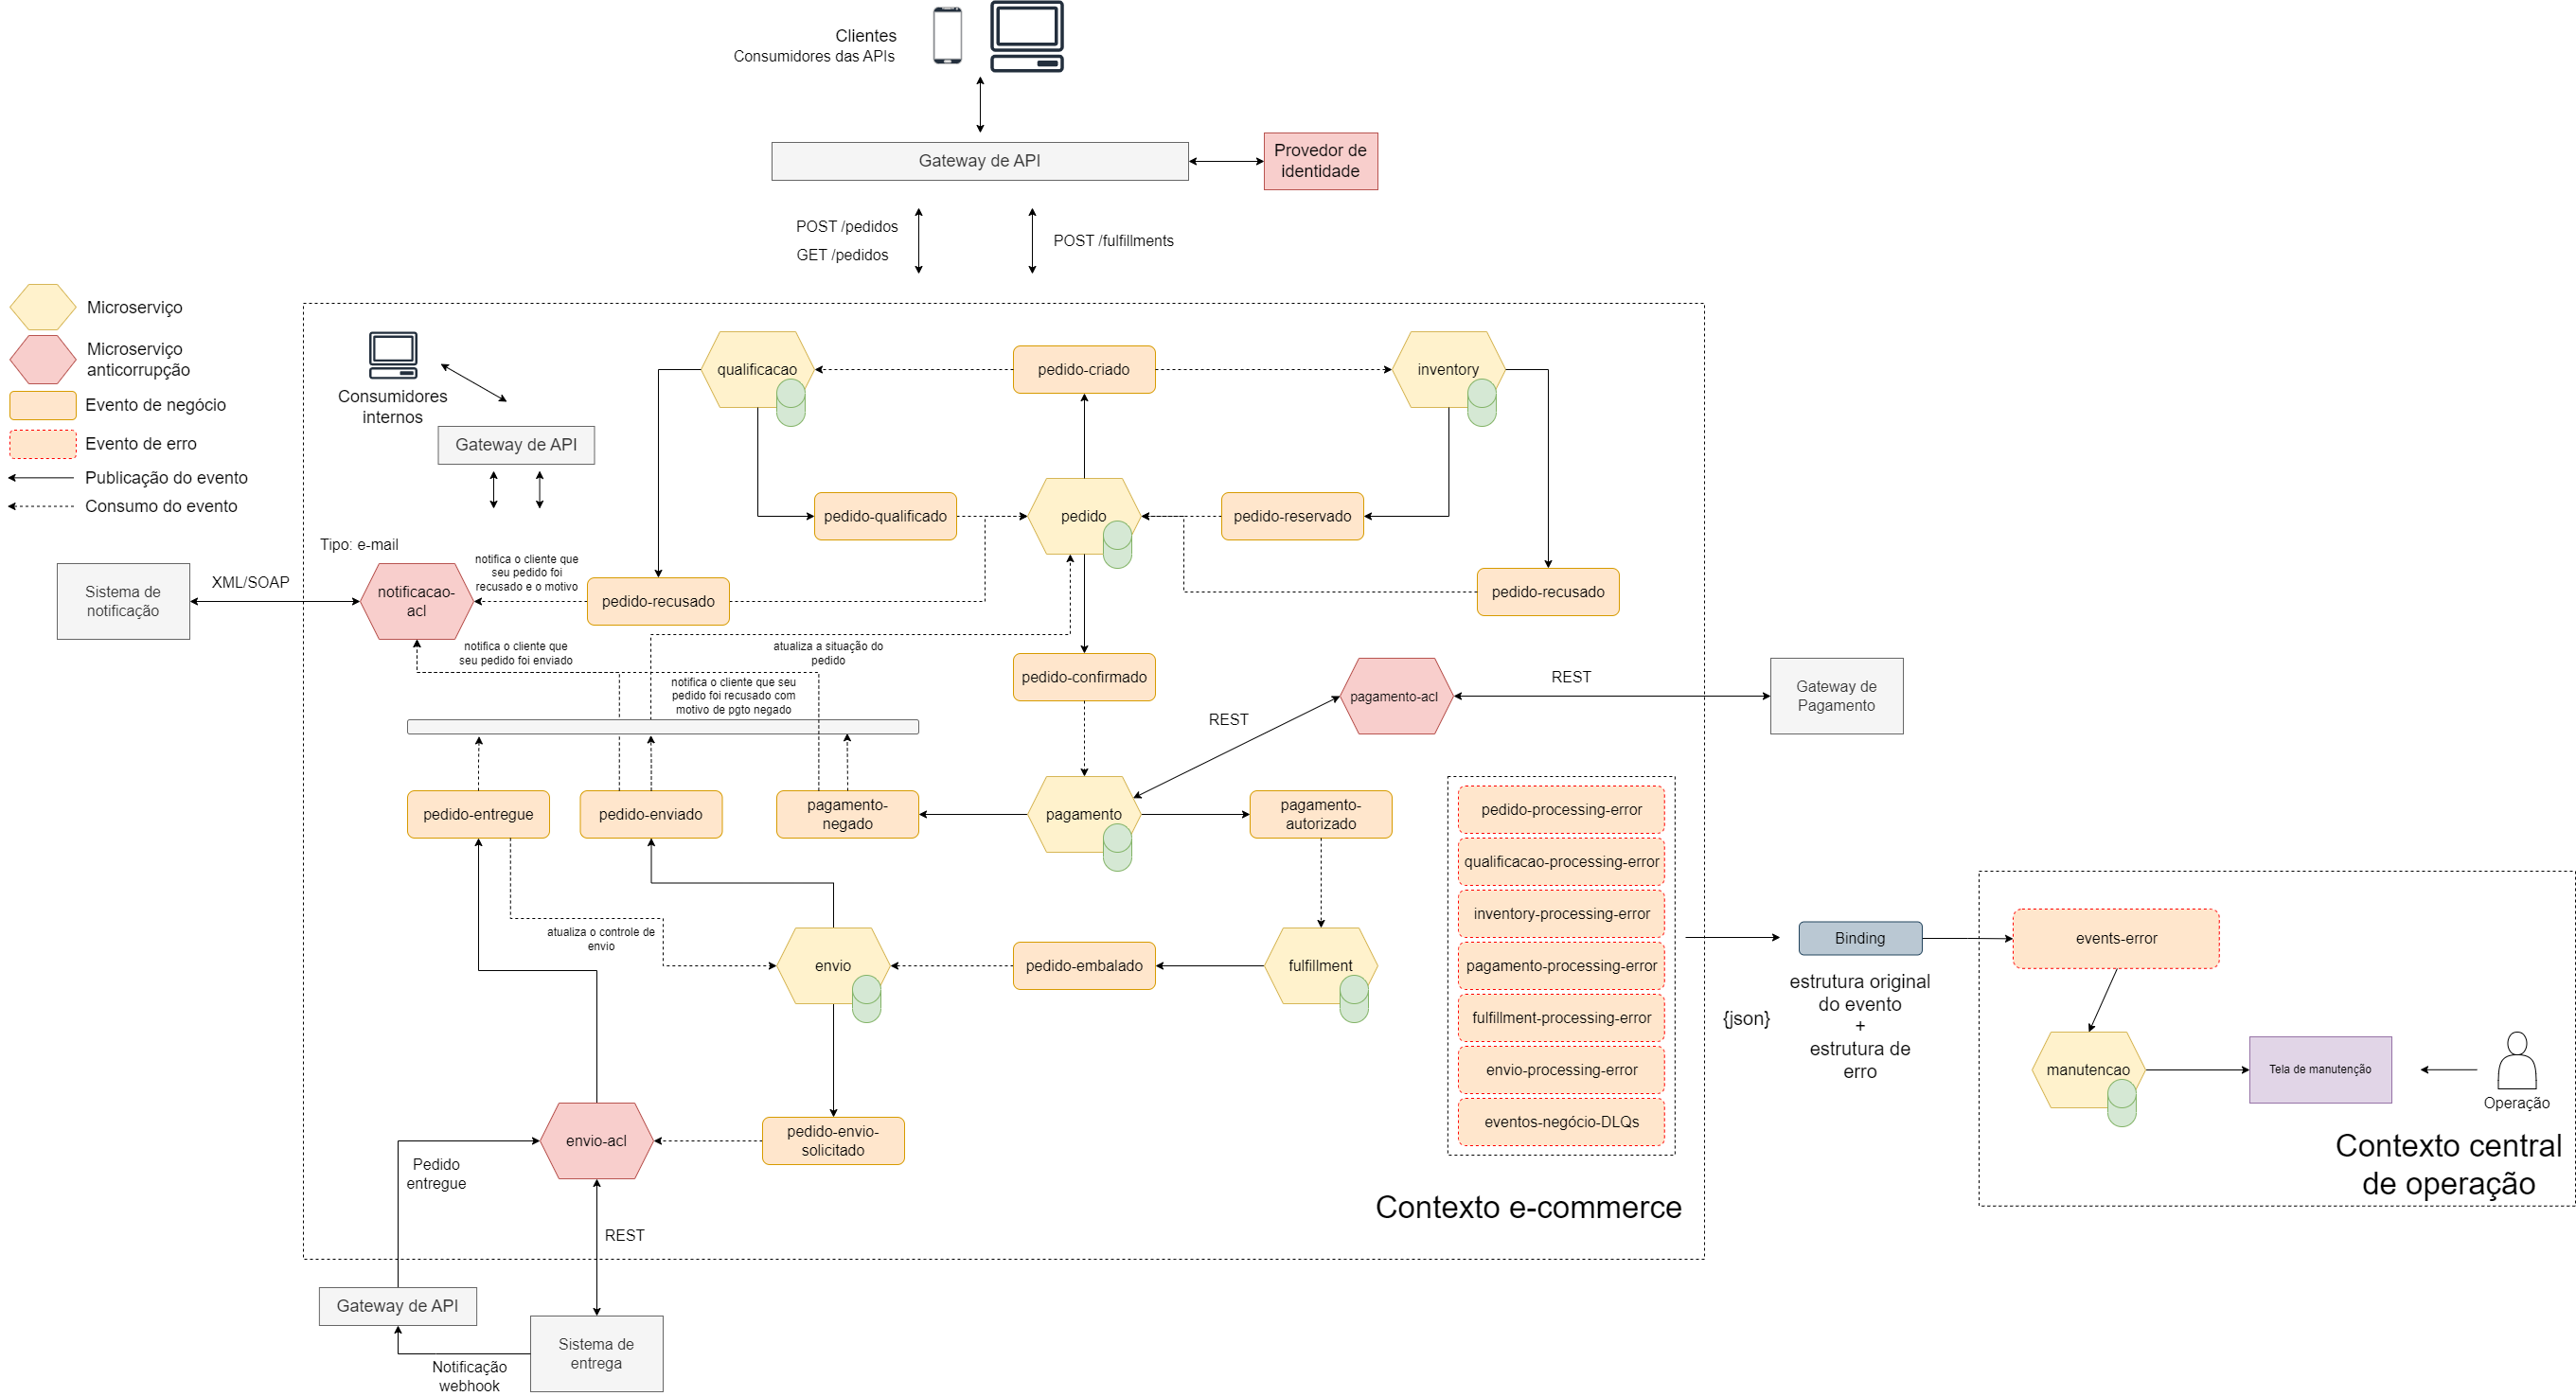 Clientes
Consumidores das APIs
Gateway de API
Provedor de
identidade
POST /pedidos
GET /pedidos
POST /fulfillments
Microserviço
Microserviço
anticorrupção
Evento de negócio
Evento de erro
Publicação do evento
Consumo do evento
Consumidores
internos
Gateway de API
qualificacao
pedido-criado
inventory
pedido-qualificado
pedido
pedido-reservado
Tipo: e-mail
Sistema de
notificação
XML/SOAP
notificacao-
acl
notifica o cliente que
seu pedido foi
recusado e o motivo
pedido-recusado
pedido-recusado
notifica o cliente que
seu pedido foi enviado
atualiza a situação do
pedido
notifica o cliente que seu
pedido foi recusado com
motivo de pgto negado
pedido-confirmado
REST
pagamento-acl
REST
Gateway de
Pagamento
pedido-entregue
pedido-enviado
pagamento-
negado
pagamento
pagamento-
autorizado
atualiza o controle de
envio
envio
pedido-embalado
fulfillment
pedido-processing-error
qualificacao-processing-error
inventory-processing-error
pagamento-processing-error
fulfillment-processing-error
envio-processing-error
eventos-negócio-DLQs
{json}
Binding
estrutura original
do evento
+
estrutura de
erro
events-error
manutencao
Tela de manutenção
Operação
Contexto central
de operação
envio-acl
pedido-envio-
solicitado
Pedido
entregue
REST
Contexto e-commerce
Gateway de API
Sistema de
entrega
Notificação
webhook